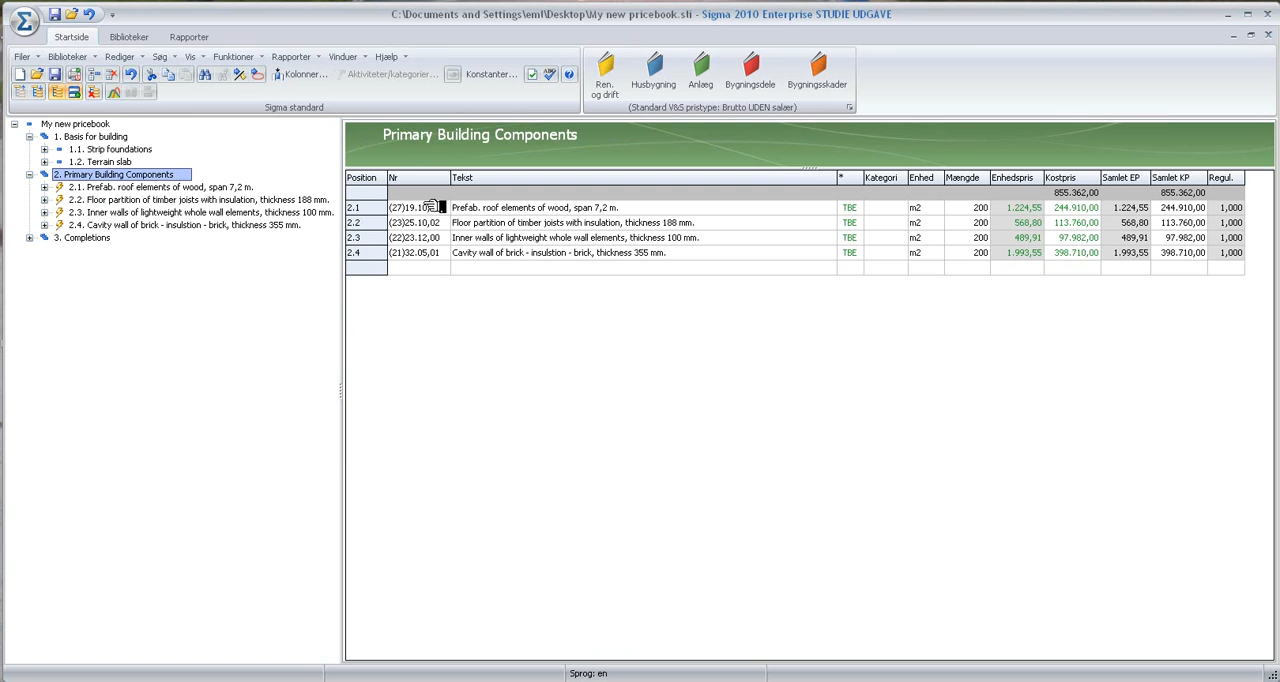 C:\Documents and Settings\emf\Desktop\My new pricebook.sli - Sigma 2010 Enterprise STUDIE UDGAVE
Startside Biblioteker Rapporter
Filer Biblioteker Rediger Søg Vis Funktioner Rapporter Vinduer Hjælp
Kolonner... Aktiviteter/kategorier... Konstanter...
Sigma standard
Ren. og drift Husbygning Anlæg Bygningsdele Bygningsskader
(Standard V&S pristype: Brutto UDEN salær)
My new pricebook
1. Basis for building
1.1. Strip foundations
1.2. Terrain slab
2. Primary Building Components
2.1. Prefab. roof elements of wood, span 7,2 m.
2.2. Floor partition of timber joists with insulation, thickness 188 mm.
2.3. Inner walls of lightweight whole wall elements, thickness 100 mm.
2.4. Cavity wall of brick - insulstion - brick, thickness 355 mm.
3. Completions
Primary Building Components
Position Nr Tekst * Kategori Enhed Mængde Enhedspris Kostpris Samlet EP Samlet KP Regul.
855.362,00 855.362,00
2.1 (27)19.10 Prefab. roof elements of wood, span 7,2 m. TBE m2 200 1.224,55 244.910,00 1.224,55 244.910,00 1,000
2.2 (23)25.10,02 Floor partition of timber joists with insulation, thickness 188 mm. TBE m2 200 568,80 113.760,00 568,80 113.760,00 1,000
2.3 (22)23.12,00 Inner walls of lightweight whole wall elements, thickness 100 mm. TBE m2 200 489,91 97.982,00 489,91 97.982,00 1,000
2.4 (21)32.05,01 Cavity wall of brick - insulstion - brick, thickness 355 mm. TBE m2 200 1.993,55 398.710,00 1.993,55 398.710,00 1,000
Sprog: en